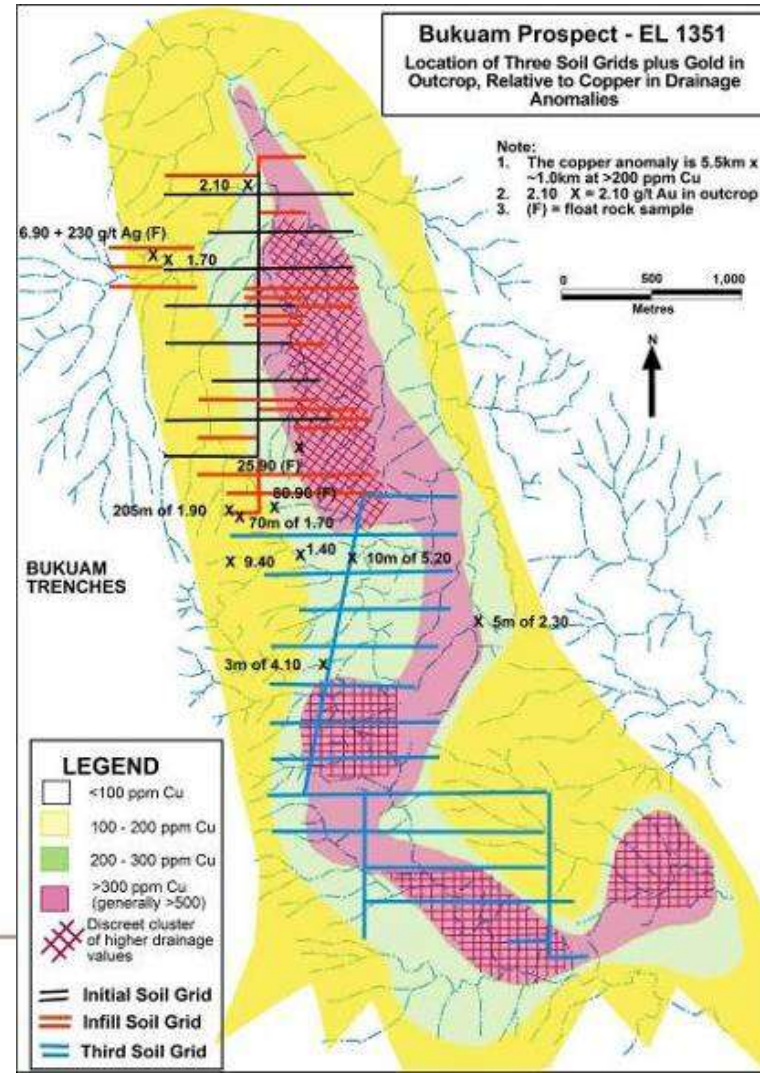 Bukuam Prospect - EL 1351
Location of Three Soil Grids plus Gold in
Outcrop, Relative to Copper in Drainage
Anomalies
Note:
1. The copper anomaly is 5.5km x
~1.0km at >200 ppm Cu
2. 2.10 X = 2.10 g/t Au in outcrop
3. (F) = float rock sample
2.10 X
6.90 + 230 g/t Ag (F)
X X 1.70
0 500 1,000
Metres
N
X
25.90 (F)
60.90 (F)
X
205m of 1.90 X
X 70m of 1.70
X 1.40
X 10m of 5.20
X 9.40
BUKUAM
TRENCHES
X 5m of 2.30
3m of 4.10 X
LEGEND
<100 ppm Cu
100 - 200 ppm Cu
200 - 300 ppm Cu
>300 ppm Cu
(generally >500)
Discreet cluster
of higher drainage
values
Initial Soil Grid
Infill Soil Grid
Third Soil Grid